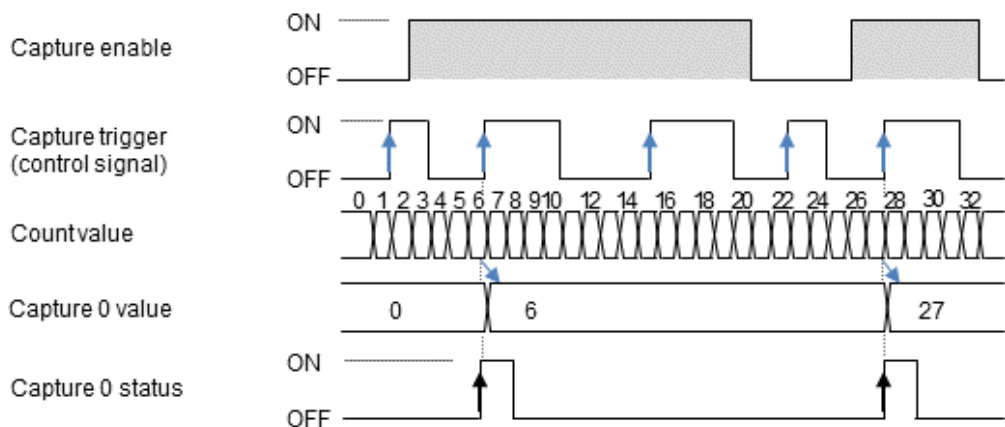 Capture enable
ON
OFF
Capture trigger
(control signal)
ON
OFF
Count value
0 1 2 3 4 5 6 7 8 9 10 12 14 16 18 20 22 24 26 28 30 32
Capture 0 value
0 6 27
Capture 0 status
ON
OFF